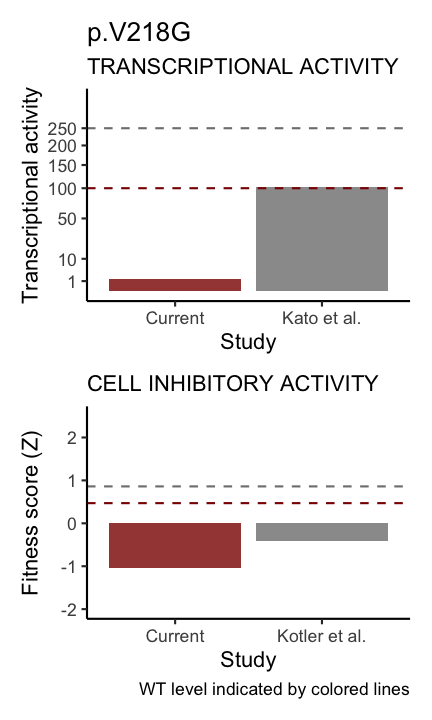 p.V218G
TRANSCRIPTIONAL ACTIVITY
Transcriptional activity
250
200
150
100
50
10
1
Current
Kato et al.
Study
CELL INHIBITORY ACTIVITY
Fitness score (Z)
2
1
0
-1
-2
Current
Kotler et al.
Study
WT level indicated by colored lines